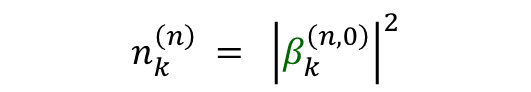 n_k^{(n)} = |β_k^{(n,0)}|^2